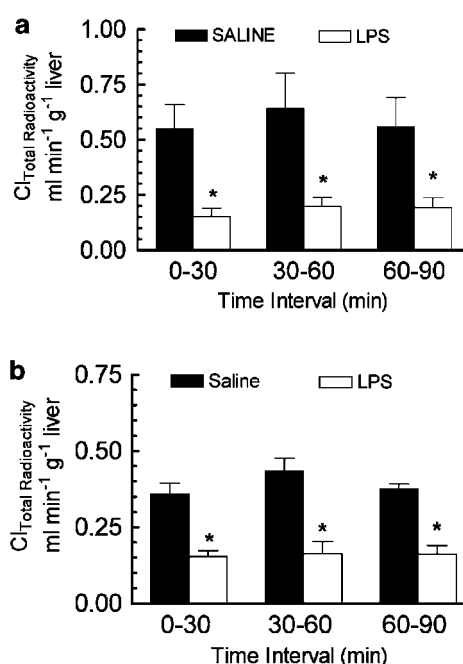 a
SALINE LPS
Cl Total Radioactivity
ml min-1 g-1 liver
1.00
0.75
0.50
0.25
0.00
* * *
0-30 30-60 60-90
Time Interval (min)
b
Saline LPS
Cl Total Radioactivity
ml min-1 g-1 liver
0.75
0.50
0.25
0.00
* * *
0-30 30-60 60-90
Time Interval (min)